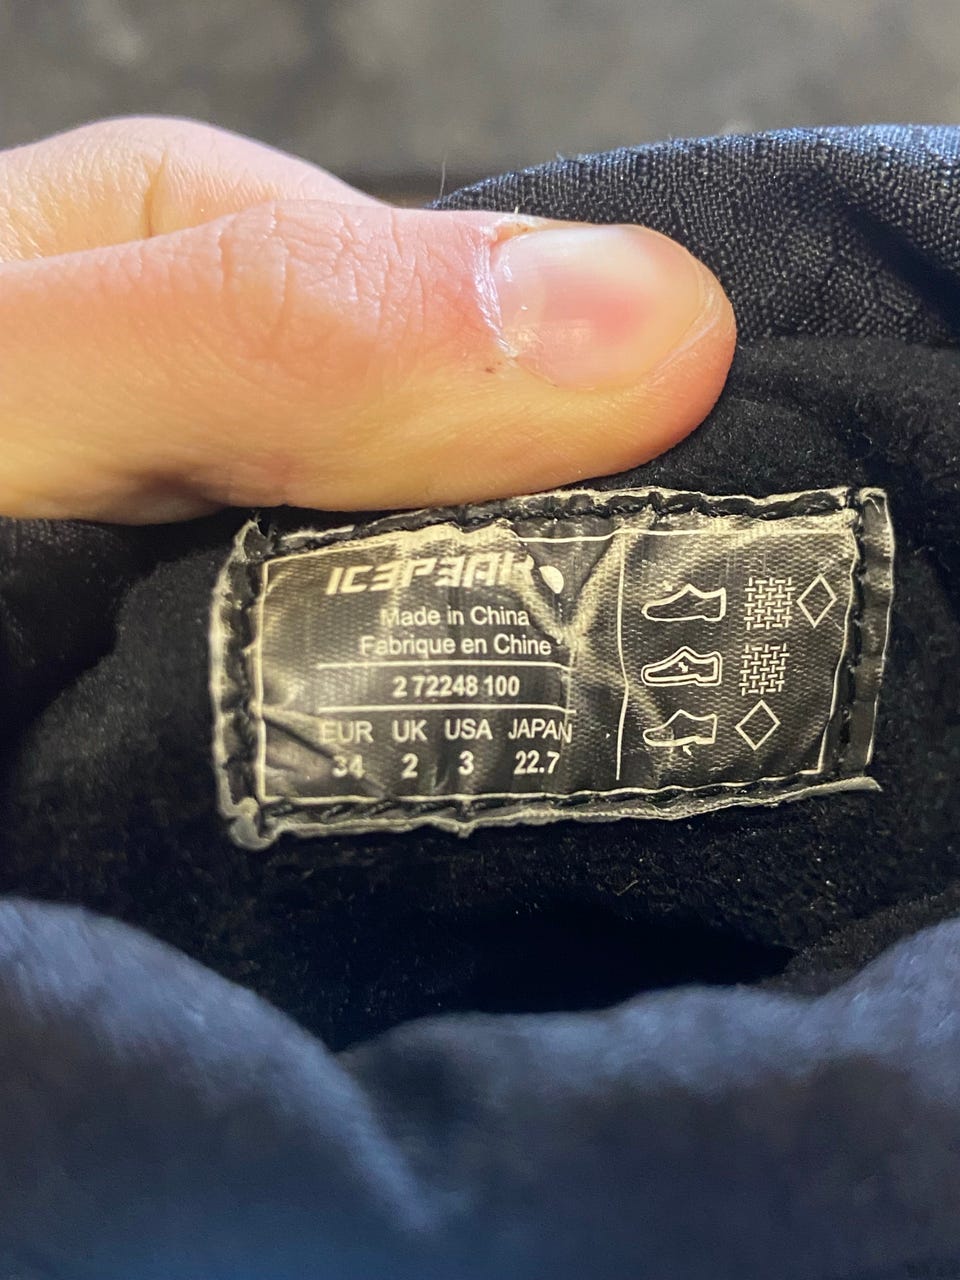 ICEPEAK
Made in China
Fabrique en Chine
2 72248 100
EUR UK USA JAPAN
34 2 3 22.7